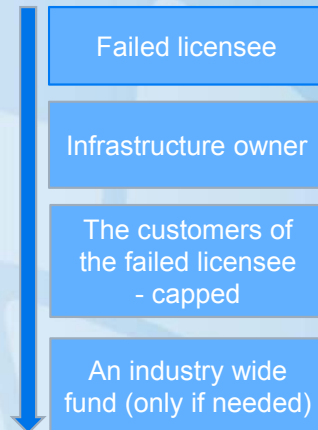 Failed licensee
Infrastructure owner
The customers of
the failed licensee
- capped
An industry wide
fund (only if needed)